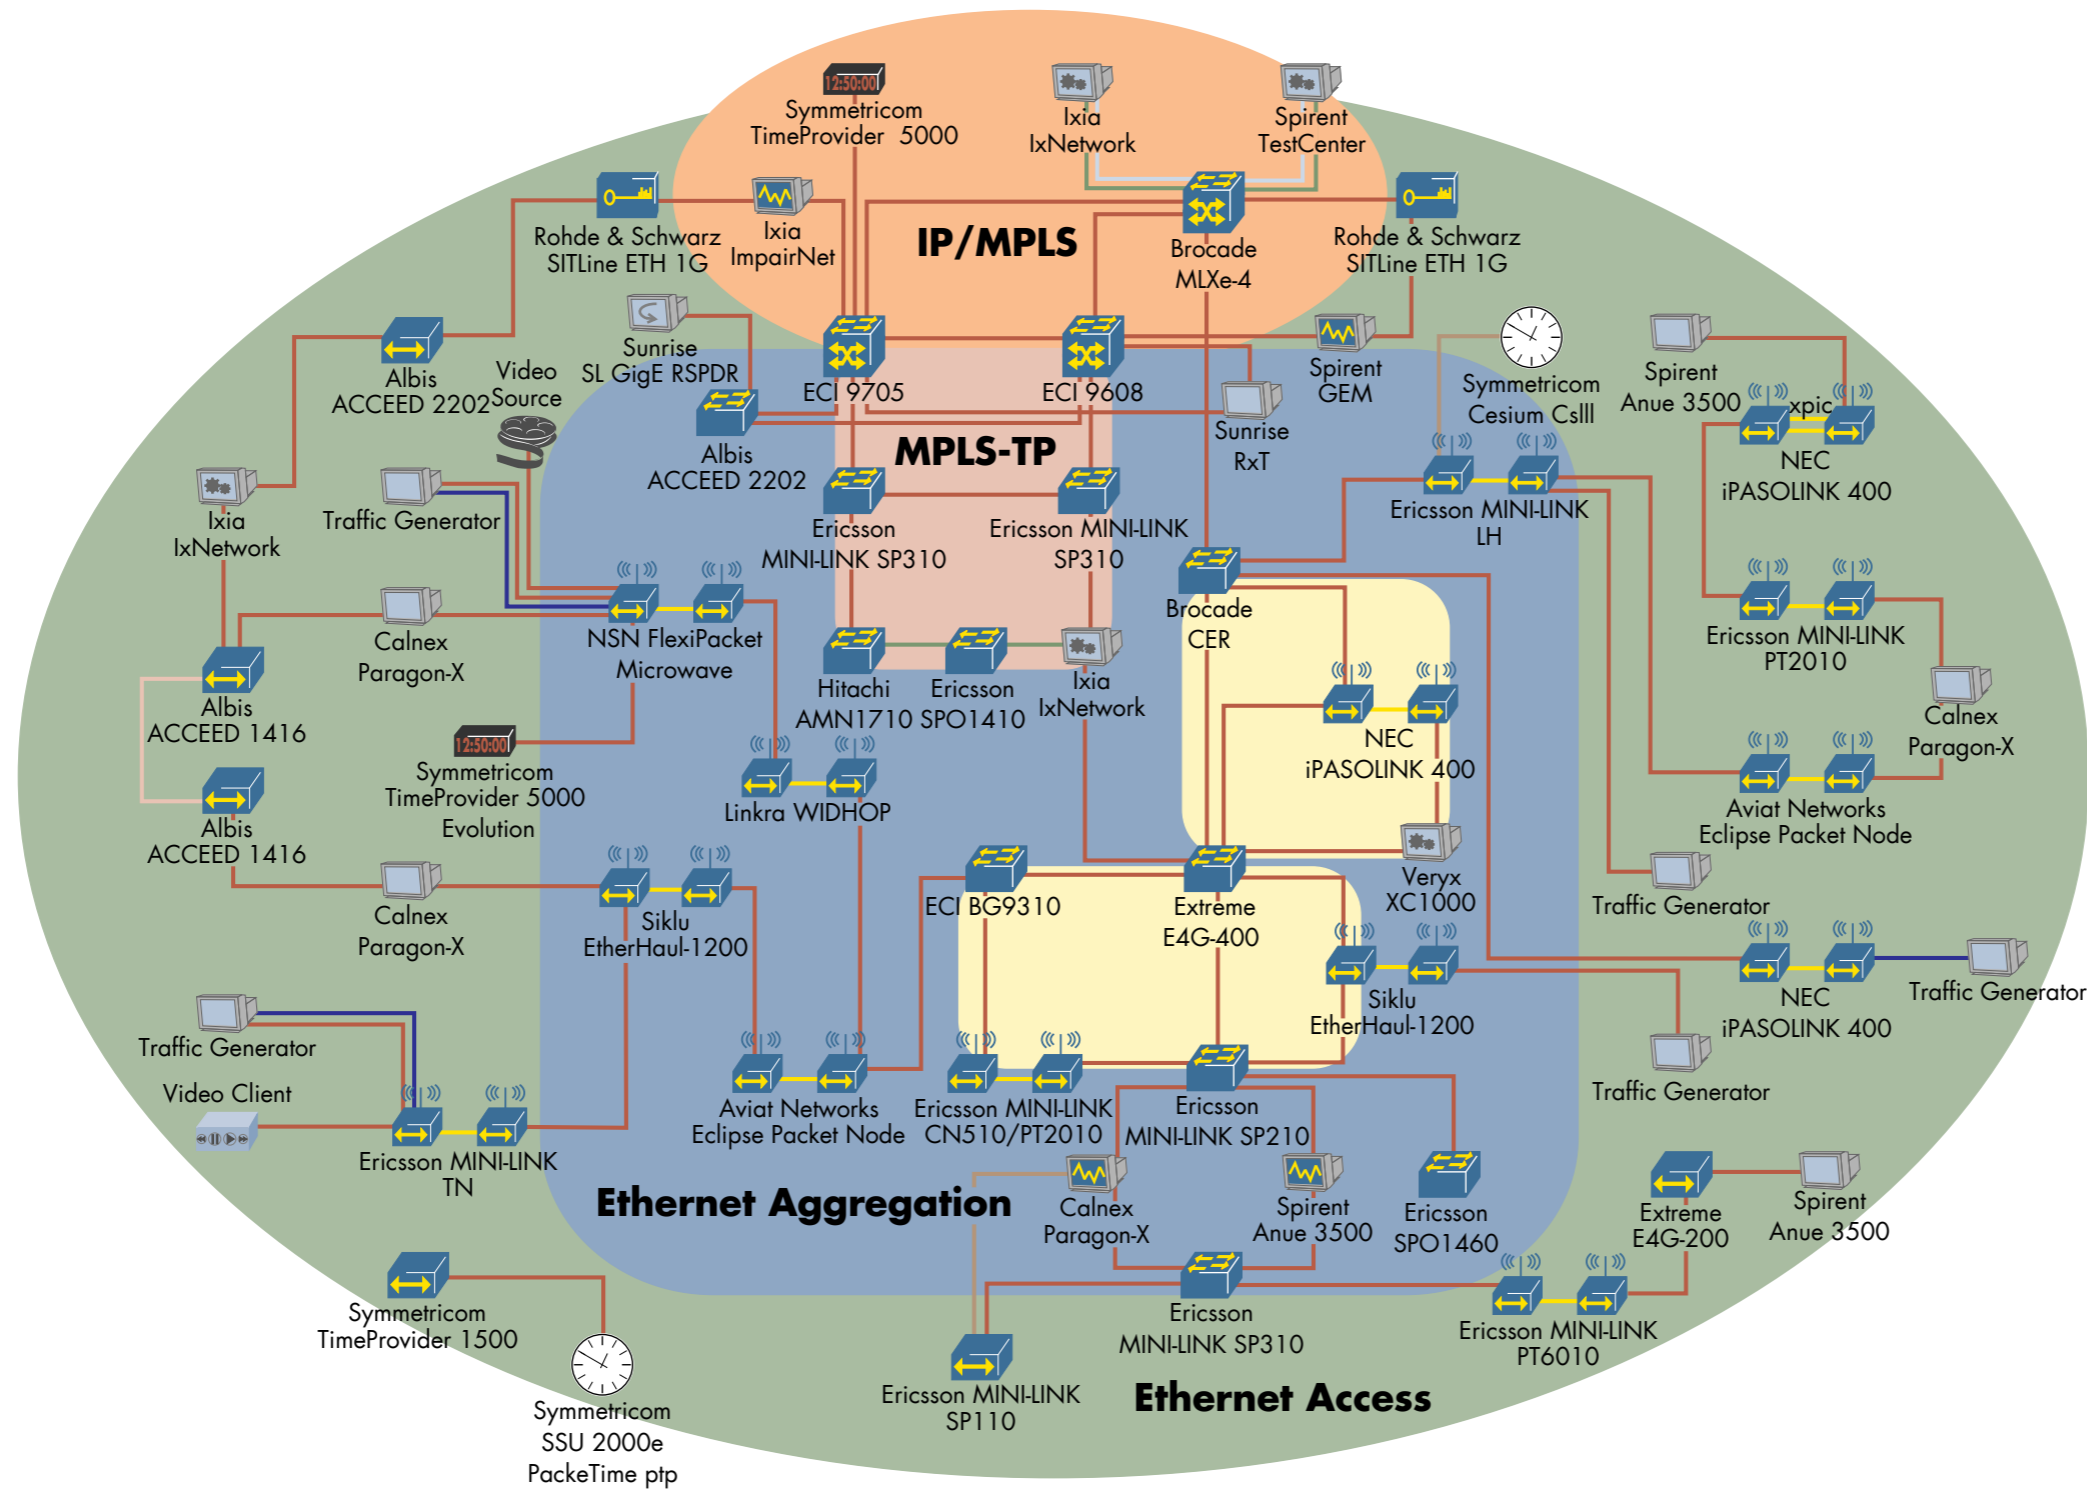 12:50:00
Symmetricom
TimeProvider 5000
Ixia
IxNetwork
Spirent
TestCenter
Rohde & Schwarz
SITLine ETH 1G
Ixia
ImpairNet
IP/MPLS
Brocade
MLXe-4
Rohde & Schwarz
SITLine ETH 1G
Albis
ACCEED 2202
Video
Source
Sunrise
SL GigE RSPDR
ECI 9705
ECI 9608
Spirent
GEM
Symmetricom
Cesium CsIII
Spirent
Anue 3500
xpic
NEC
iPASOLINK 400
Albis
ACCEED 2202
MPLS-TP
Sunrise
RxT
Ixia
IxNetwork
Traffic Generator
Ericsson
MINI-LINK SP310
Ericsson MINI-LINK
SP310
Ericsson MINI-LINK
LH
Calnex
Paragon-X
NSN FlexiPacket
Microwave
Brocade
CER
Ericsson MINI-LINK
PT2010
Albis
ACCEED 1416
Hitachi
AMN1710
Ericsson
SPO1410
Ixia
IxNetwork
NEC
iPASOLINK 400
Calnex
Paragon-X
12:50:00
Symmetricom
TimeProvider 5000
Evolution
Linkra WIDHOP
Aviat Networks
Eclipse Packet Node
Albis
ACCEED 1416
Calnex
Paragon-X
Siklu
EtherHaul-1200
ECI BG9310
Extreme
E4G-400
Veryx
XC1000
Traffic Generator
Siklu
EtherHaul-1200
NEC
iPASOLINK 400
Traffic Generator
Traffic Generator
Traffic Generator
Video Client
Ericsson MINI-LINK
TN
Aviat Networks
Eclipse Packet Node
Ericsson MINI-LINK
CN510/PT2010
Ericsson
MINI-LINK SP210
Ethernet Aggregation
Calnex
Paragon-X
Spirent
Anue 3500
Ericsson
SPO1460
Extreme
E4G-200
Spirent
Anue 3500
Symmetricom
TimeProvider 1500
Ericsson
MINI-LINK SP310
Ericsson MINI-LINK
PT6010
Ericsson MINI-LINK
SP110
Ethernet Access
Symmetricom
SSU 2000e
PackeTime ptp